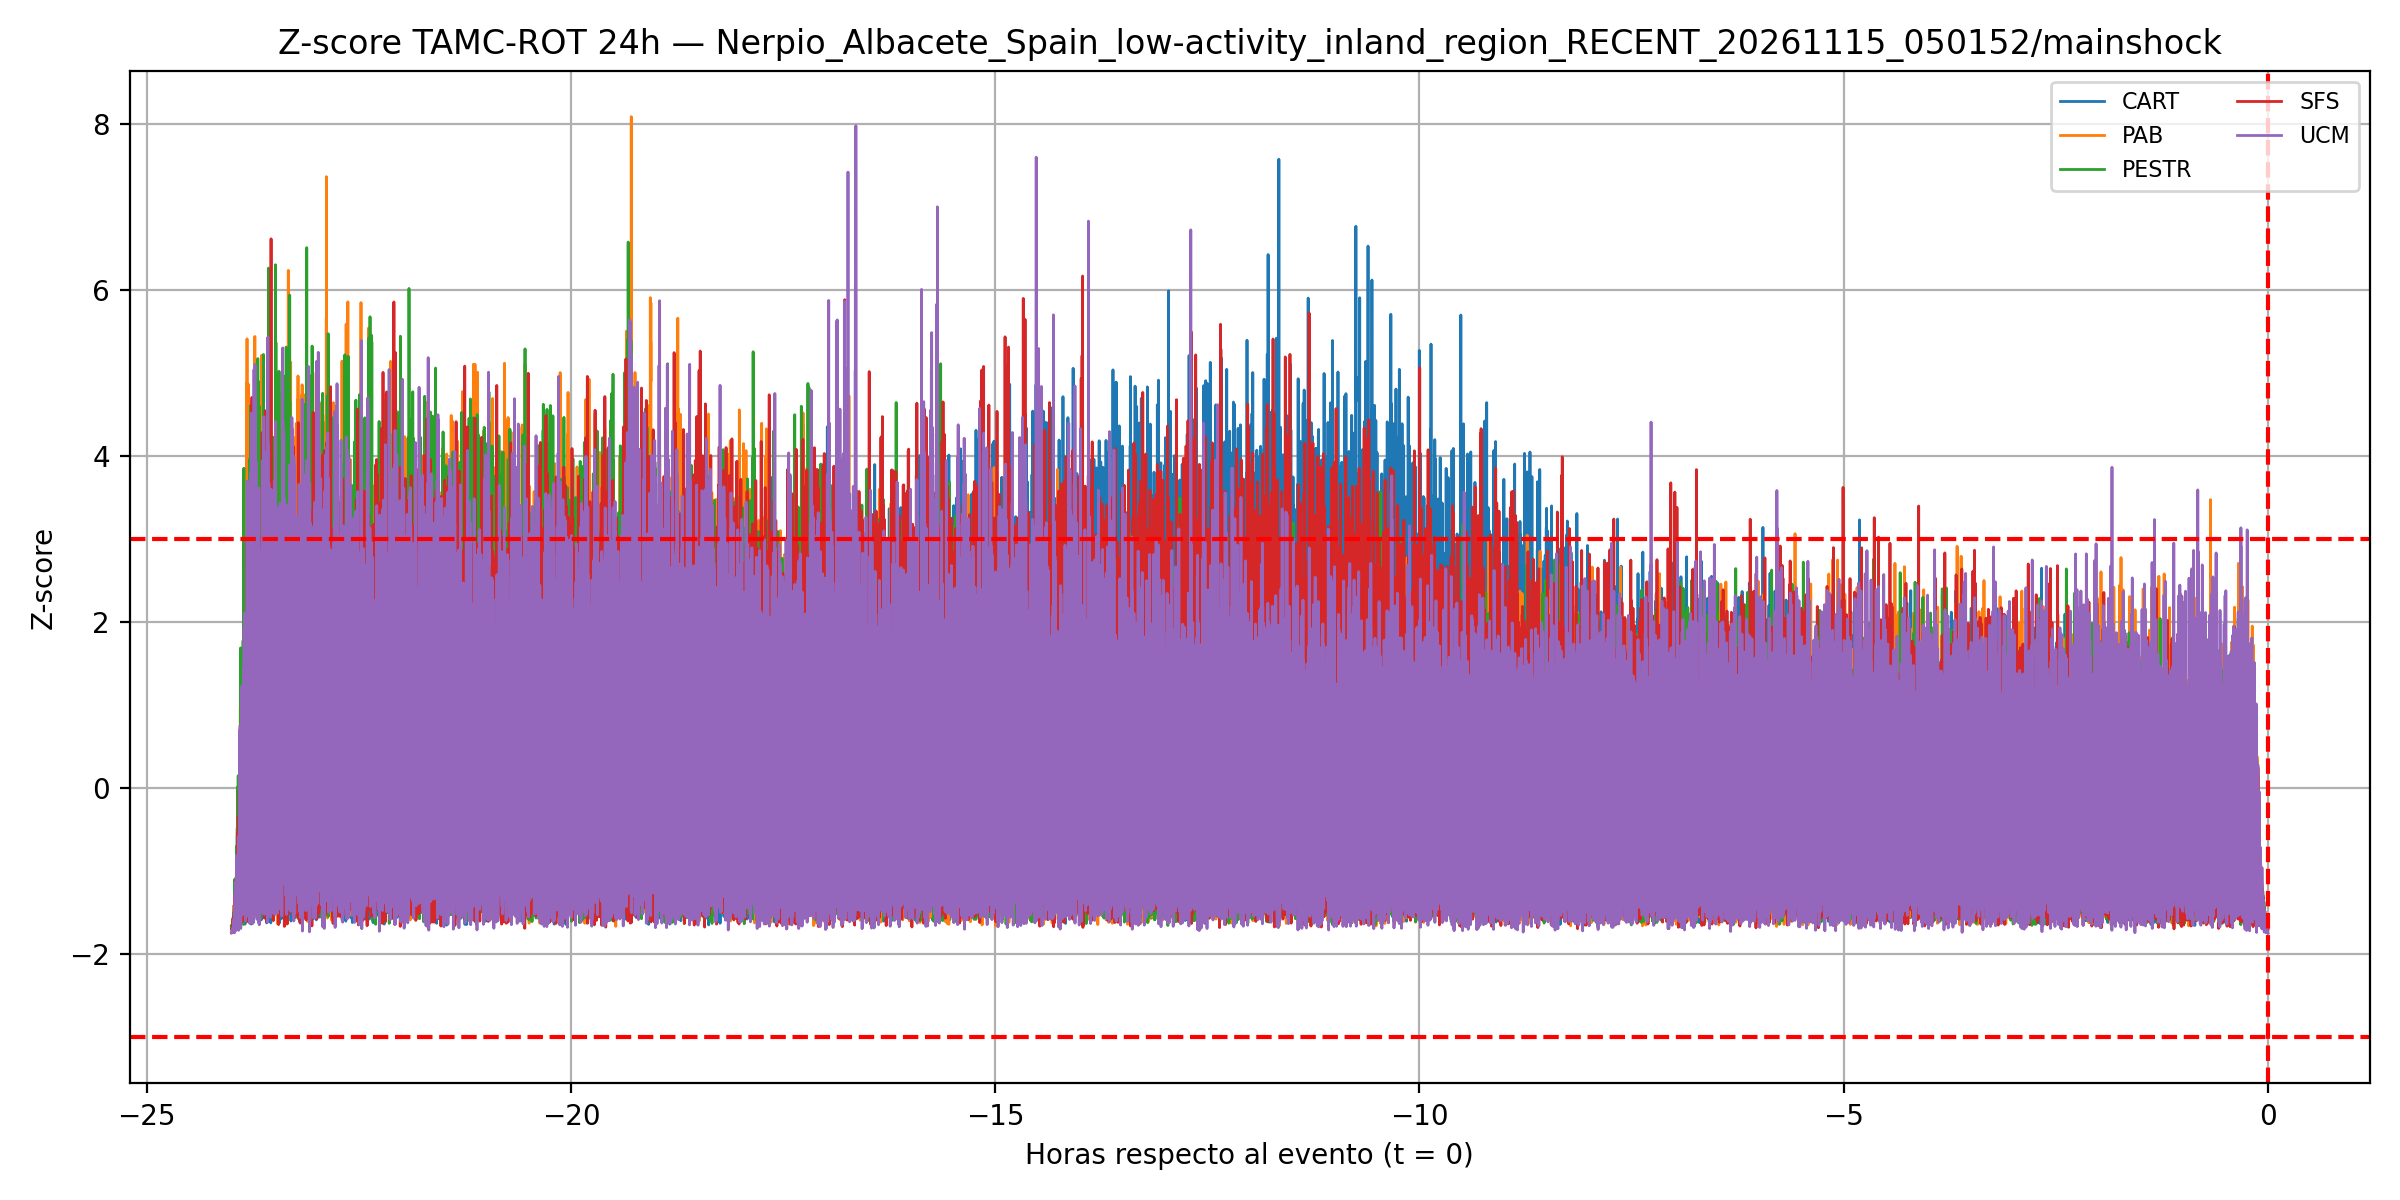 Z-score TAMC-ROT 24h — Nerpio_Albacete_Spain_low-activity_inland_region_RECENT_20261115_050152/mainshock
CART
PAB
PESTR
SFS
UCM
8
6
4
2
0
−2
Z-score
−25
−20
−15
−10
−5
0
Horas respecto al evento (t = 0)